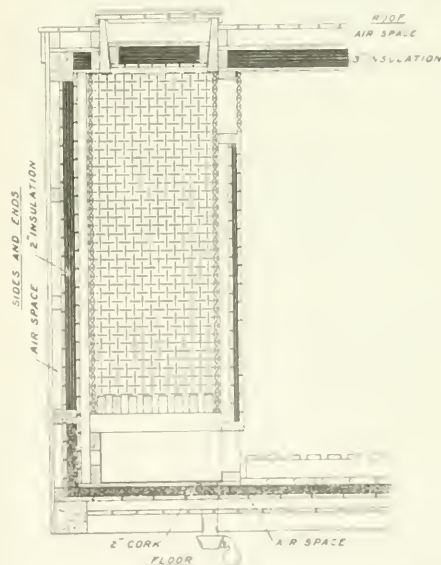 ROOF
AIR SPACE
3" INSULATION
SIDES AND ENDS
AIR SPACE 2" INSULATION
2" CORK AIR SPACE
FLOOR